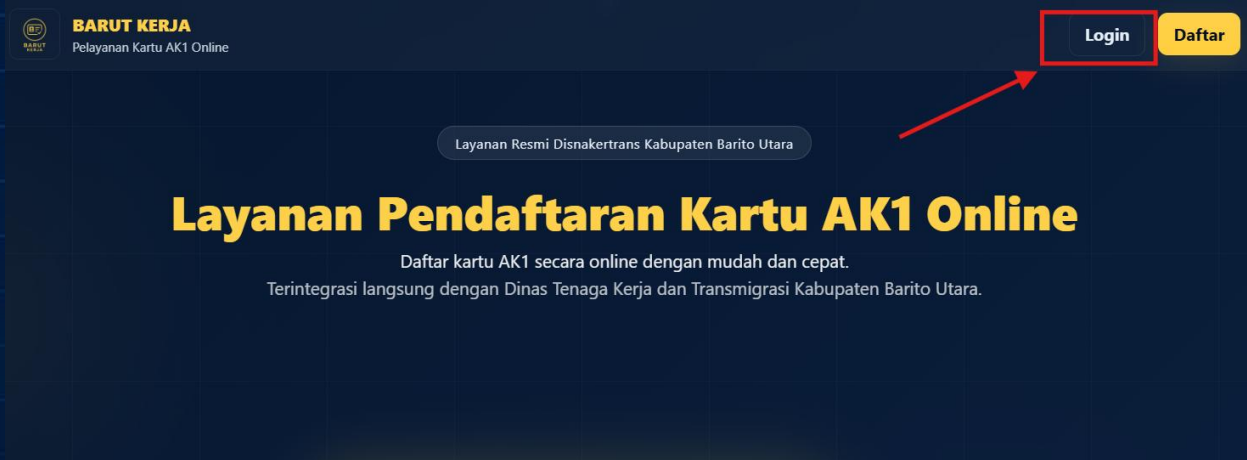 BARUT KERJA
Pelayanan Kartu AK1 Online
BARUT
KERJA
Login
Daftar
Layanan Resmi Disnakertrans Kabupaten Barito Utara
Layanan Pendaftaran Kartu AK1 Online
Daftar kartu AK1 secara online dengan mudah dan cepat.
Terintegrasi langsung dengan Dinas Tenaga Kerja dan Transmigrasi Kabupaten Barito Utara.